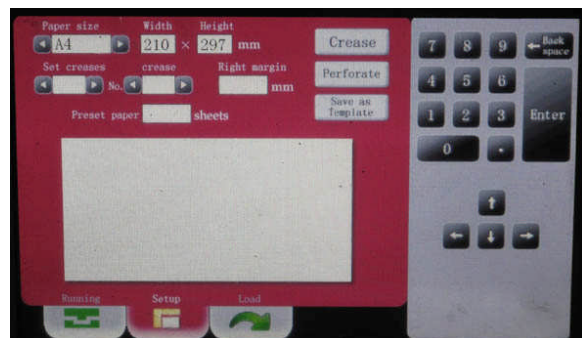 Paper size Width Height
A4 210 × 297 mm
Crease
Set creases crease Right margin
No. mm
Perforate
Preset paper sheets
Save as
Template
Running Setup Load
7 8 9 ←Back
space
4 5 6
1 2 3 Enter
0 .
↑
← ↓ →